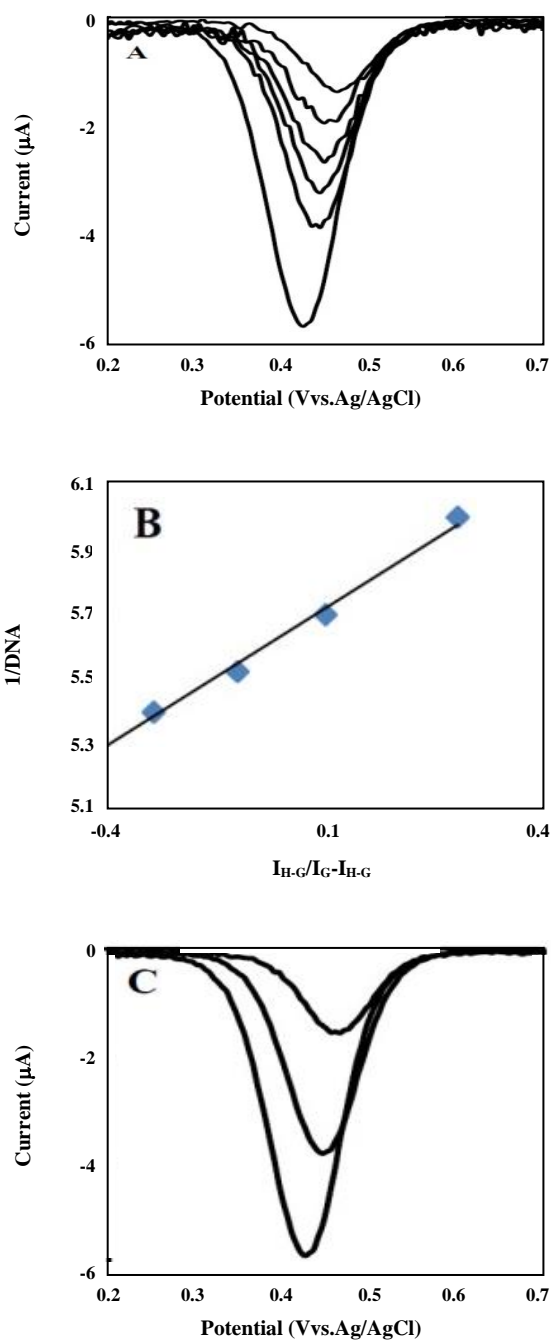 0
A
-2
-4
-6
Current (µA)
0.2 0.3 0.4 0.5 0.6 0.7
Potential (Vvs.Ag/AgCl)
6.1
B
5.9
5.7
5.5
5.3
5.1
1/DNA
-0.4 0.1 0.4
I_{H-G}/I_G-I_{H-G}
0
C
-2
-4
-6
Current (µA)
0.2 0.3 0.4 0.5 0.6 0.7
Potential (Vvs.Ag/AgCl)